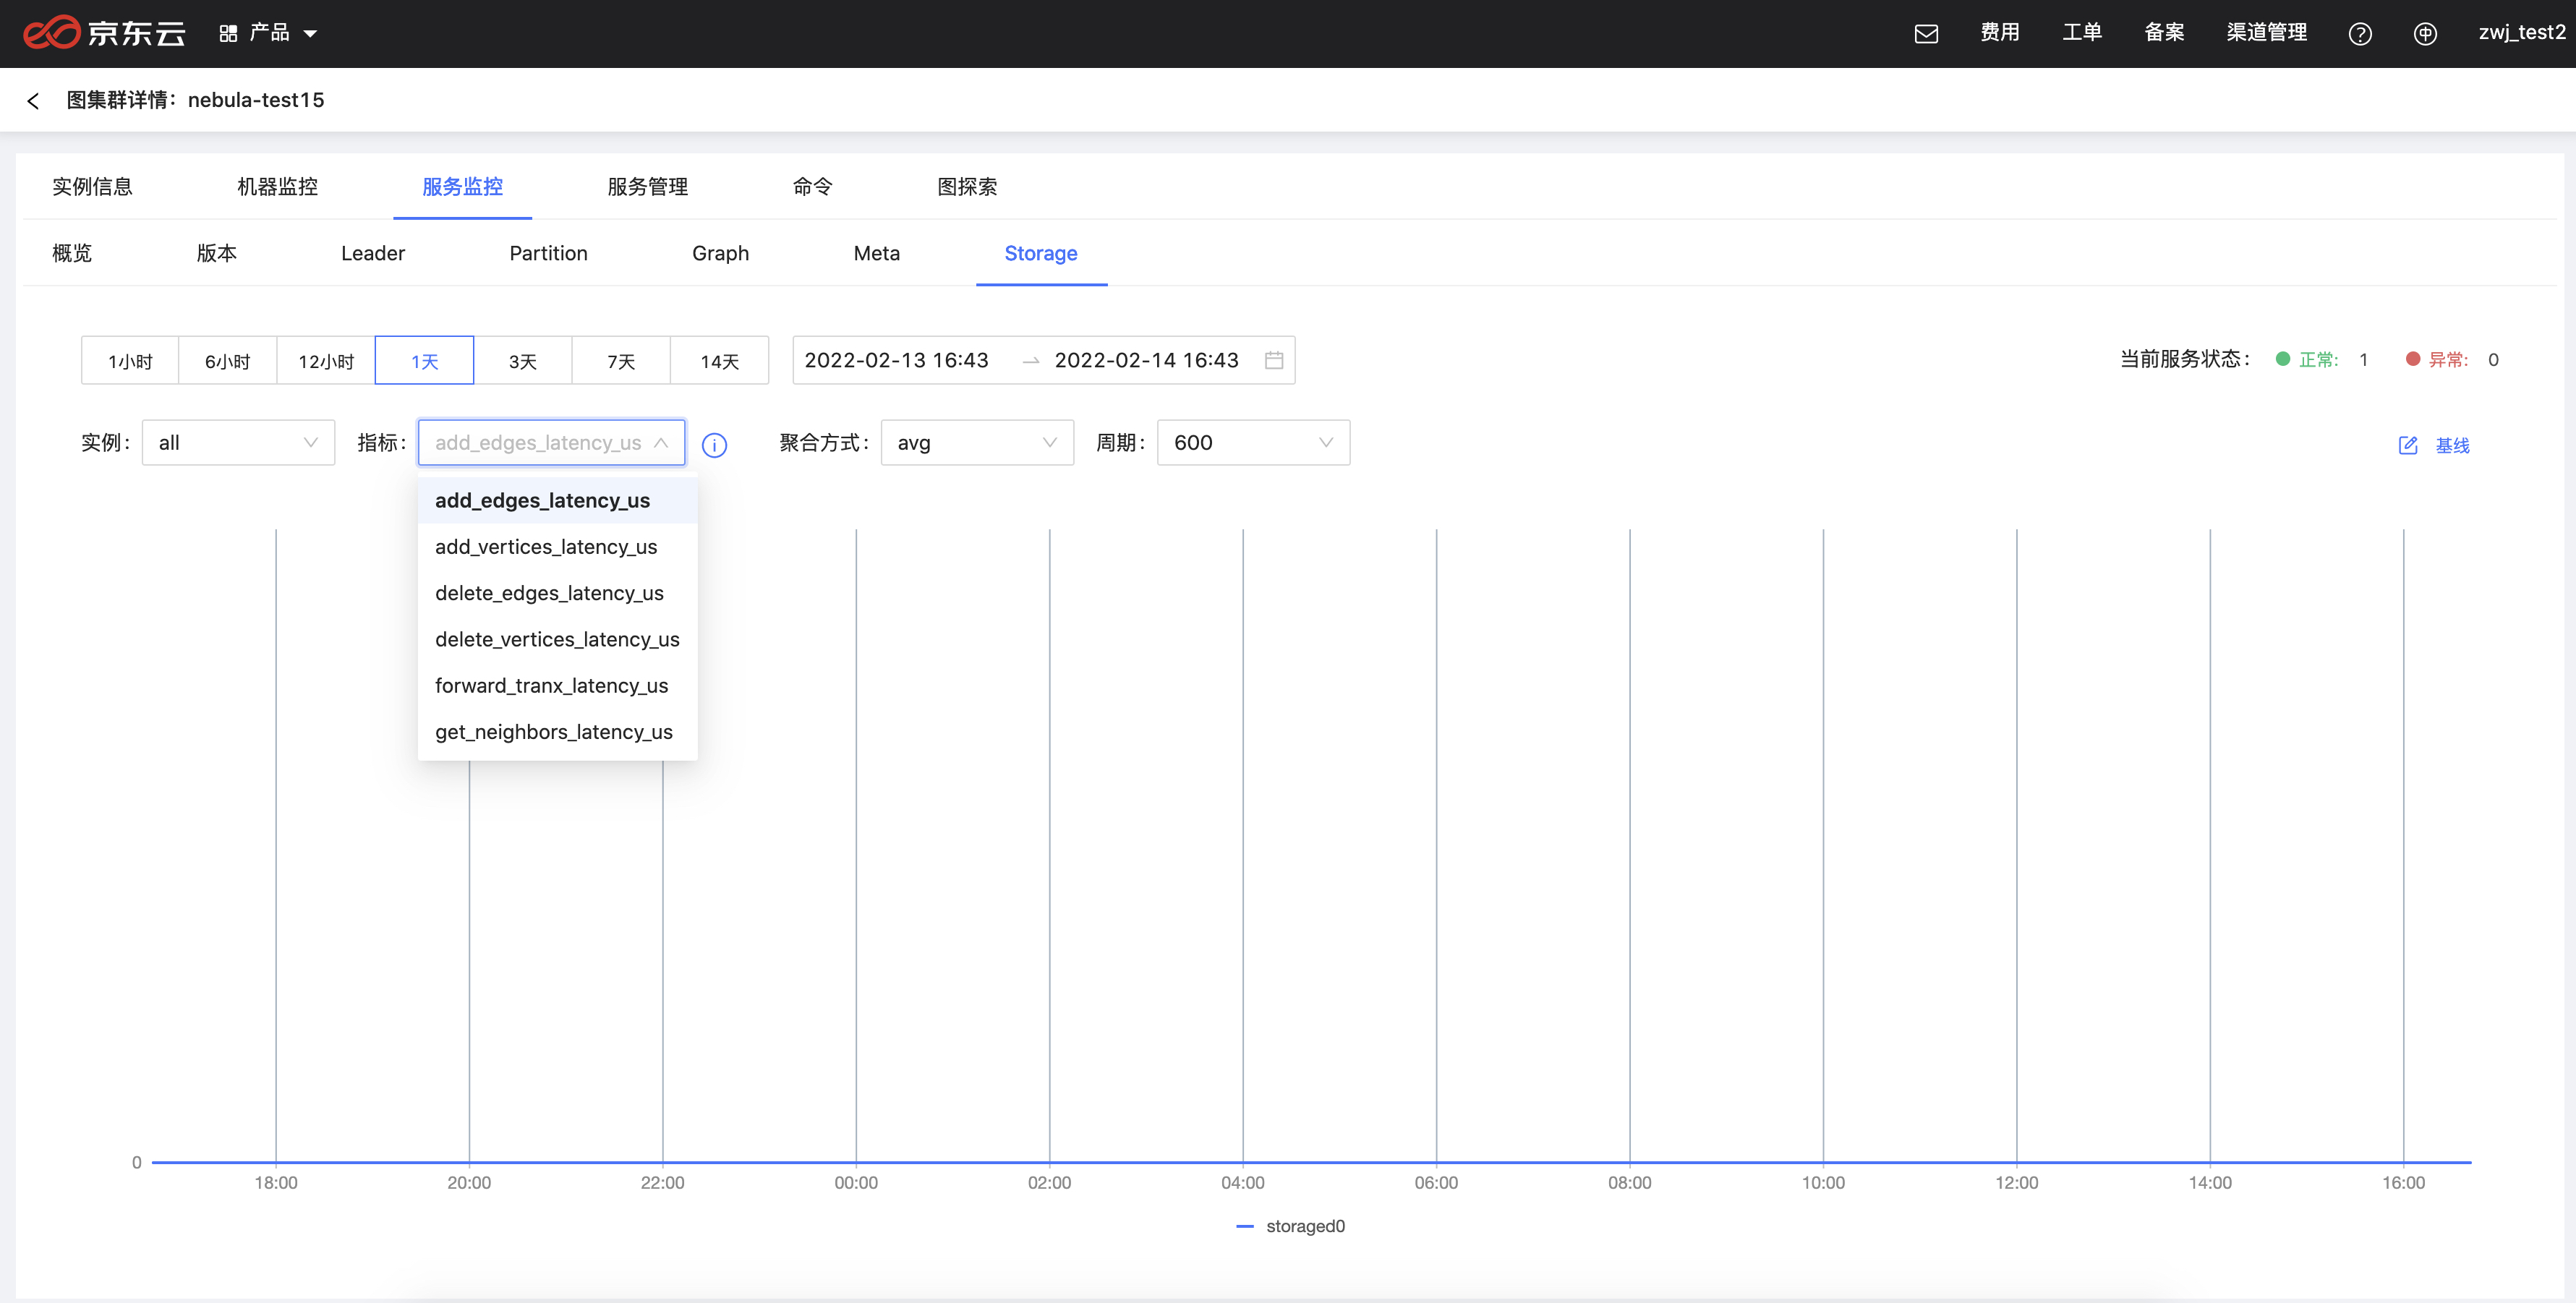 京东云 产品 费用 工单 备案 渠道管理 zwj_test2
图集群详情：nebula-test15
实例信息 机器监控 服务监控 服务管理 命令 图探索
概览 版本 Leader Partition Graph Meta Storage
1小时 6小时 12小时 1天 3天 7天 14天 2022-02-13 16:43 2022-02-14 16:43 当前服务状态： 正常: 1 异常: 0
实例： all 指标： add_edges_latency_us 聚合方式： avg 周期： 600 基线
add_edges_latency_us
add_vertices_latency_us
delete_edges_latency_us
delete_vertices_latency_us
forward_tranx_latency_us
get_neighbors_latency_us
0
18:00 20:00 22:00 00:00 02:00 04:00 06:00 08:00 10:00 12:00 14:00 16:00
storaged0